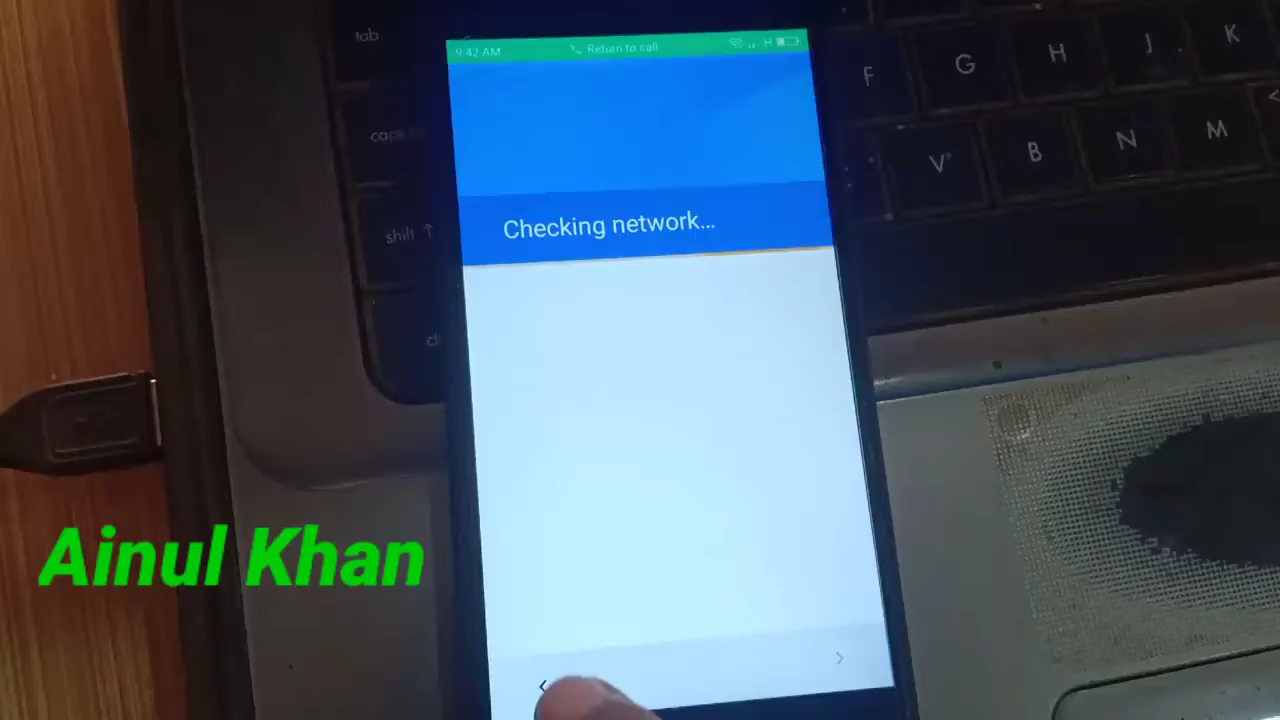 9:42 AM Return to call H
Checking network...
Ainul Khan
tab
caps
shift ↑
F G H J K
V B N M